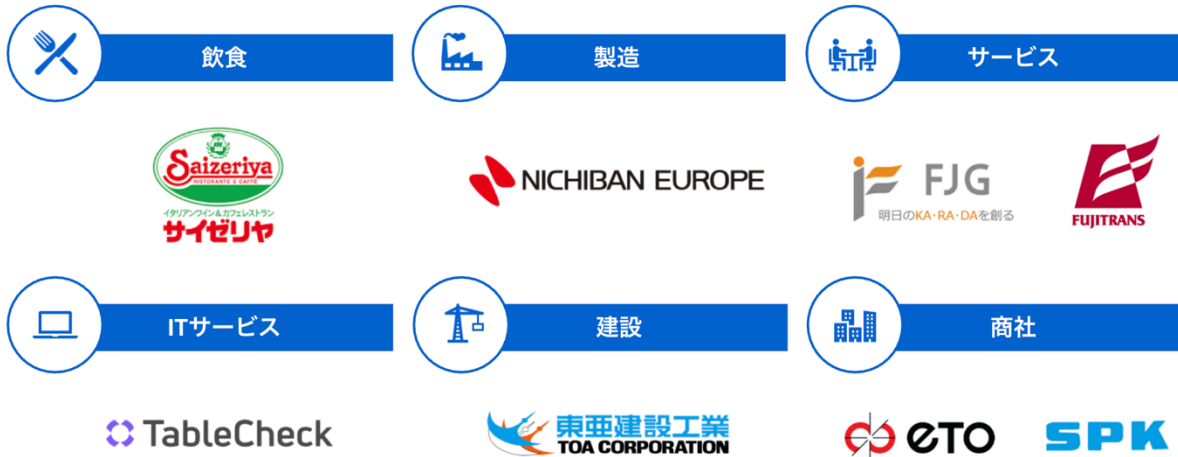 飲食
製造
サービス
Saizeriya
RISTORANTE E CAFFÈ
イタリアンワイン&カフェレストラン
サイゼリヤ
NICHIBAN EUROPE
FJG
明日のKA・RA・DAを創る
FUJITRANS
ITサービス
建設
商社
TableCheck
東亜建設工業
TOA CORPORATION
eTO
SPK